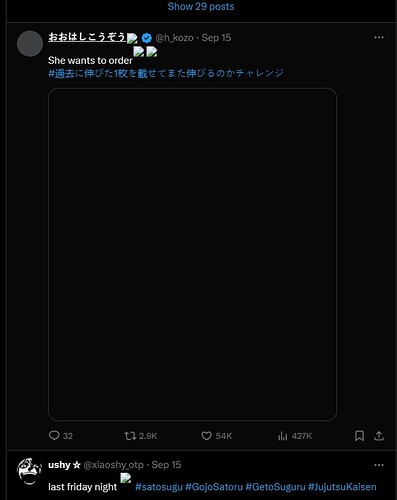 Show 29 posts
おおはしこうぞう @h_kozo · Sep 15
She wants to order
#過去に伸びた1枚を載せてまた伸びるのかチャレンジ
32 2.9K 54K 427K
ushy ☆ @xiaoshy_otp · Sep 15
last friday night #satosugu #GojoSatoru #GetoSuguru #JujutsuKaisen